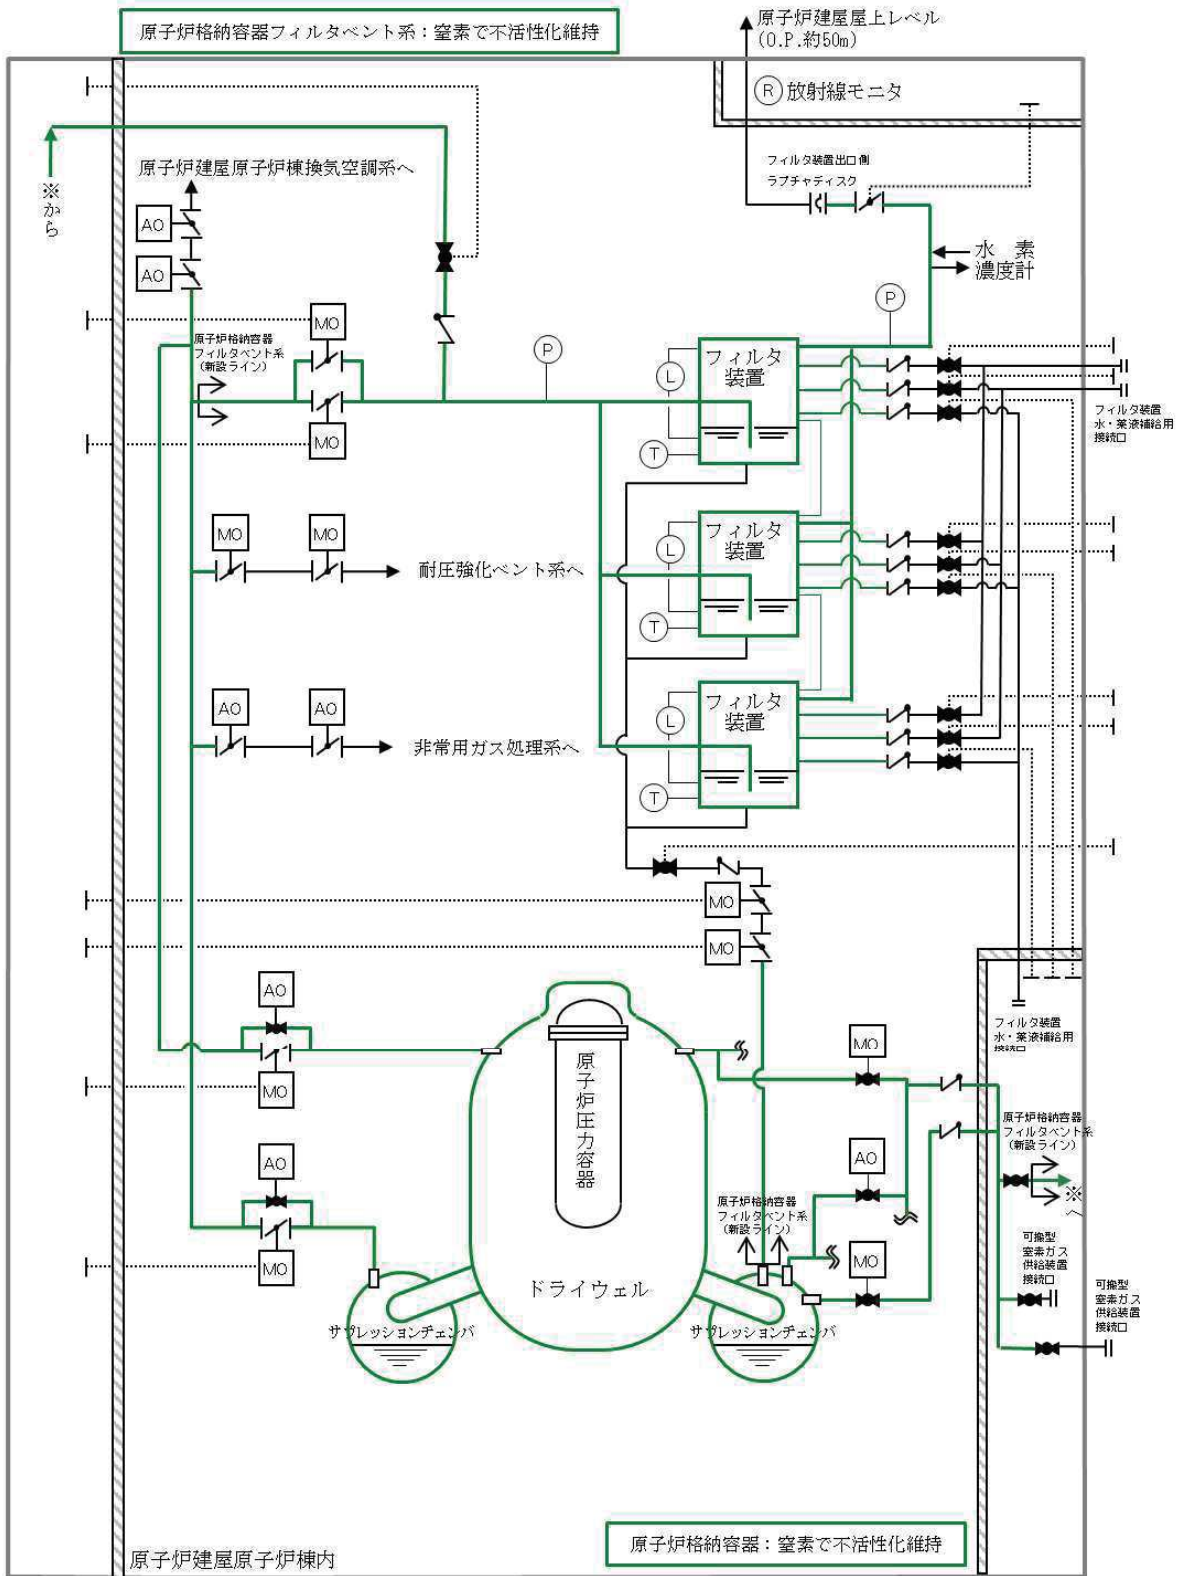 原子炉格納容器フィルタベント系：窒素で不活性化維持
原子炉建屋屋上レベル
(O.P.約50m)
R 放射線モニタ
※から
原子炉建屋原子炉棟換気空調系へ
フィルタ装置出口側
ラプチャディスク
AO
AO
水 素
濃度計
P
MO
原子炉格納容器
フィルタベント系
(新設ライン)
P
MO
フィルタ
装置
L
T
フィルタ装置
水・薬液補給用
接続口
MO
MO
耐圧強化ベント系へ
フィルタ
装置
L
T
AO
AO
非常用ガス処理系へ
フィルタ
装置
L
T
MO
MO
AO
MO
原子炉圧力容器
フィルタ装置
水・薬液補給用
接続口
MO
原子炉格納容器
フィルタベント系
(新設ライン)
AO
MO
AO
原子炉格納容器
フィルタベント系
(新設ライン)
※へ
MO
ドライウェル
可搬型
窒素ガス
供給装置
接続口
可搬型
窒素ガス
供給装置
接続口
サプレッションチェンバ
サプレッションチェンバ
原子炉格納容器：窒素で不活性化維持
原子炉建屋原子炉棟内